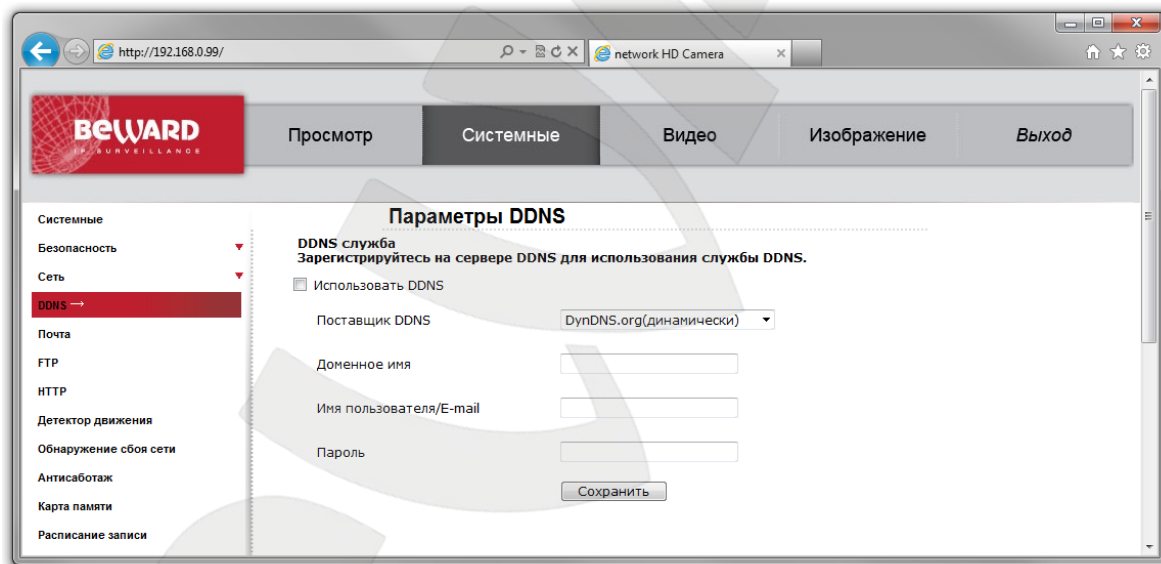 http://192.168.0.99/
network HD Camera
BEWARD
IP SURVEILLANCE
Просмотр
Системные
Видео
Изображение
Выход
Системные
Безопасность
Сеть
DDNS →
Почта
FTP
HTTP
Детектор движения
Обнаружение сбоя сети
Антисаботаж
Карта памяти
Расписание записи
Параметры DDNS
DDNS служба
Зарегистрируйтесь на сервере DDNS для использования службы DDNS.
Использовать DDNS
Поставщик DDNS
DynDNS.org(динамически)
Доменное имя
Имя пользователя/E-mail
Пароль
Сохранить